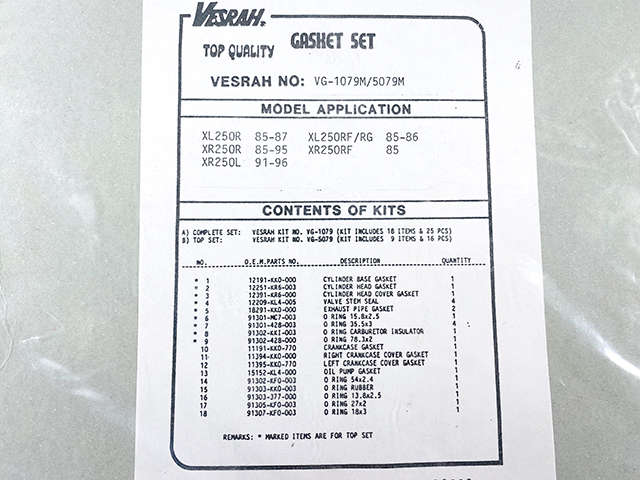 VESRAH.
TOP QUALITY GASKET SET
VESRAH NO: VG-1079M/5079M
MODEL APPLICATION
XL250R 85-87 XL250RF/RG 85-86
XR250R 85-95 XR250RF 85
XR250L 91-96
CONTENTS OF KITS
A) COMPLETE SET: VESRAH KIT NO. VG-1079 (KIT INCLUDES 18 ITEMS & 25 PCS)
B) TOP SET: VESRAH KIT NO. VG-5079 (KIT INCLUDES 9 ITEMS & 16 PCS)
NO. O.E.M.PARTS NO. DESCRIPTION QUANTITY
* 1 12191-KK0-000 CYLINDER BASE GASKET 1
* 2 12251-KR6-003 CYLINDER HEAD GASKET 1
* 3 12391-KR6-000 CYLINDER HEAD COVER GASKET 1
* 4 12209-KL4-005 VALVE STEM SEAL 4
* 5 18291-KK0-000 EXHAUST PIPE GASKET 2
* 6 91301-MC7-003 O RING 15.8x2.5 1
* 7 91301-428-003 O RING 35.5x3 4
* 8 91302-KK1-003 O RING CARBURETOR INSULATOR 1
* 9 91302-428-000 O RING 78.3x2 1
10 11191-KK0-770 CRANKCASE GASKET 1
11 11394-KK0-000 RIGHT CRANKCASE COVER GASKET 1
12 11395-KK0-770 LEFT CRANKCASE COVER GASKET 1
13 15152-KL4-000 OIL PUMP GASKET 1
14 91302-KF0-003 O RING 54x2.4 1
15 91303-KK0-003 O RING RUBBER 1
16 91303-377-000 O RING 13.8x2.5 1
17 91305-KF0-003 O RING 27x2 1
18 91307-KF0-003 O RING 18x3 1
REMARKS: * MARKED ITEMS ARE FOR TOP SET